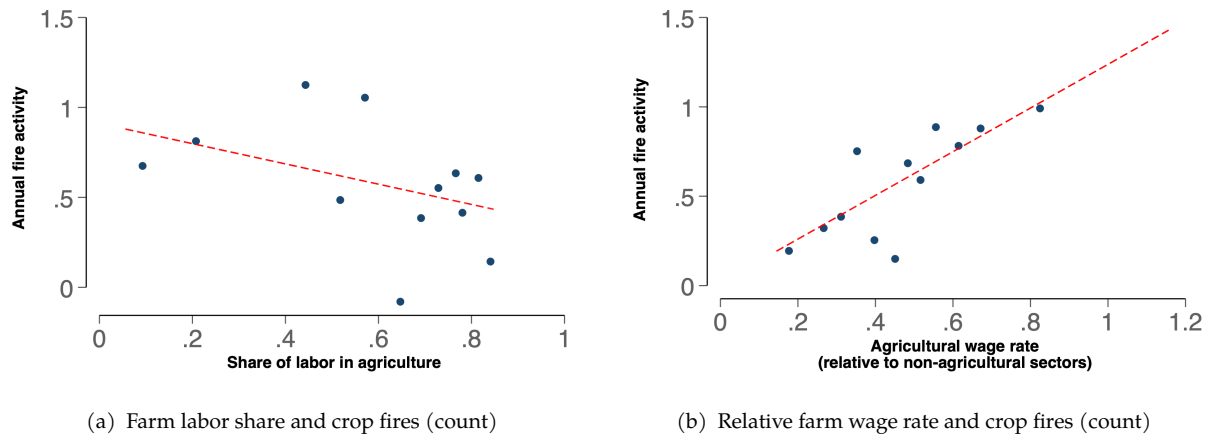 1.5
1
.5
0
Annual fire activity
0 .2 .4 .6 .8 1
Share of labor in agriculture
(a) Farm labor share and crop fires (count)
1.5
1
.5
0
Annual fire activity
0 .2 .4 .6 .8 1 1.2
Agricultural wage rate
(relative to non-agricultural sectors)
(b) Relative farm wage rate and crop fires (count)